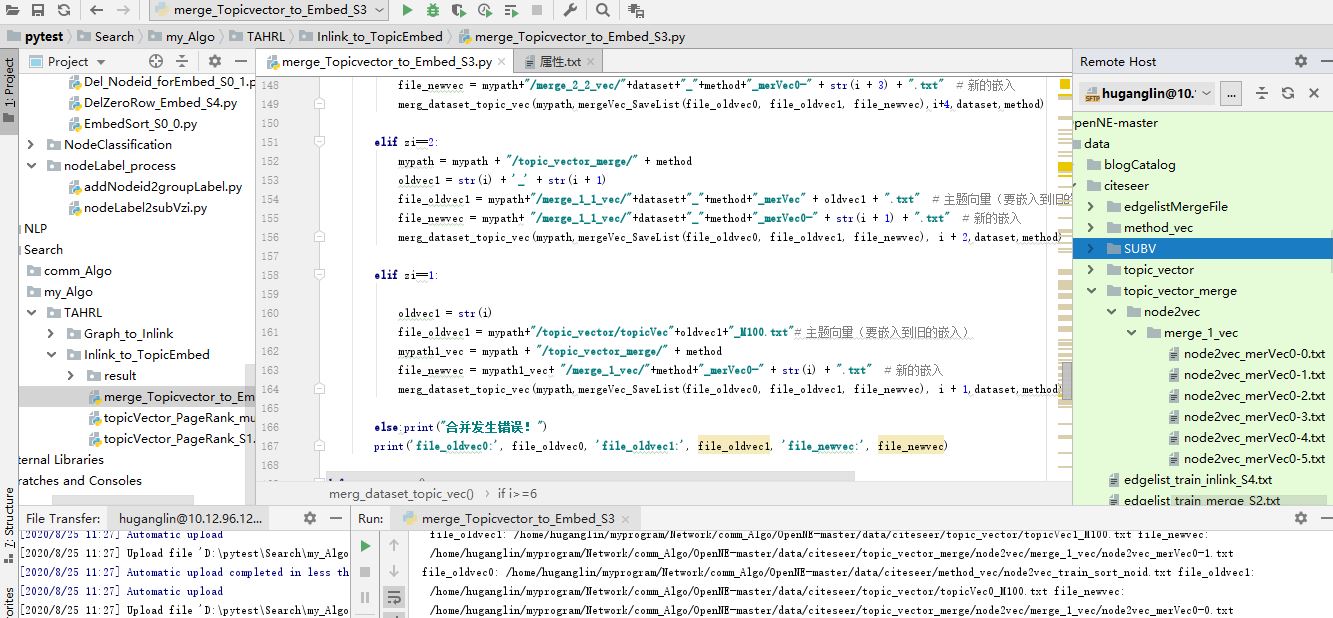 merge_Topicvector_to_Embed_S3
pytest Search my_Algo TAHRL Inlink_to_TopicEmbed merge_Topicvector_to_Embed_S3.py
1: Project
Project
Del_Nodeid_forEmbed_S0_1.p
DelZeroRow_Embed_S4.py
EmbedSort_S0_0.py
NodeClassification
nodeLabel_process
addNodeid2groupLabel.py
nodeLabel2subVzi.py
NLP
Search
comm_Algo
my_Algo
TAHRL
Graph_to_Inlink
Inlink_to_TopicEmbed
result
merge_Topicvector_to_Em
topicVector_PageRank_mu
topicVector_PageRank_S1.
ternal Libraries
ratches and Consoles
merge_Topicvector_to_Embed_S3.py 属性.txt
148 file_newvec = mypath+"/merge_2_2_vec/"+dataset+"_"+method+"_merVec0-" + str(i + 3) + ".txt" # 新的嵌入
149 merg_dataset_topic_vec(mypath,mergeVec_SaveList(file_oldvec0, file_oldvec1, file_newvec),i+4,dataset,method)
150
151 elif zi==2:
152 mypath = mypath + "/topic_vector_merge/" + method
153 oldvec1 = str(i) + '_' + str(i + 1)
154 file_oldvec1 = mypath+"/merge_1_1_vec/"+dataset+"_"+method+"_merVec" + oldvec1 + ".txt" # 主题向量（要嵌入到旧的
155 file_newvec = mypath+ "/merge_1_1_vec/"+dataset+"_"+method+"_merVec0-" + str(i + 1) + ".txt" # 新的嵌入
156 merg_dataset_topic_vec(mypath,mergeVec_SaveList(file_oldvec0, file_oldvec1, file_newvec), i + 2,dataset,method)
157
158 elif zi==1:
159
160 oldvec1 = str(i)
161 file_oldvec1 = mypath+"/topic_vector/topicVec"+oldvec1+"_M100.txt"# 主题向量（要嵌入到旧的嵌入）
162 mypath1_vec = mypath + "/topic_vector_merge/" + method
163 file_newvec = mypath1_vec+ "/merge_1_vec/"+method+"_merVec0-" + str(i) + ".txt" # 新的嵌入
164 merg_dataset_topic_vec(mypath,mergeVec_SaveList(file_oldvec0, file_oldvec1, file_newvec), i + 1,dataset,method)
165
166 else:print("合并发生错误！")
167 print('file_oldvec0:', file_oldvec0, 'file_oldvec1:', file_oldvec1, 'file_newvec:', file_newvec)
168
merg_dataset_topic_vec() if i>=6
Remote Host
huganglin@10.
...
penNE-master
data
blogCatalog
citeseer
edgelistMergeFile
method_vec
SUBV
topic_vector
topic_vector_merge
node2vec
merge_1_vec
node2vec_merVec0-0.txt
node2vec_merVec0-1.txt
node2vec_merVec0-2.txt
node2vec_merVec0-3.txt
node2vec_merVec0-4.txt
node2vec_merVec0-5.txt
edgelist_train_inlink_S4.txt
edgelist_train_merge_S2.txt
7: Structure
orites
File Transfer: huganglin@10.12.96.12...
[2020/8/25 11:27] Automatic upload
[2020/8/25 11:27] Upload file 'D:\pytest\Search\my_Algo
[2020/8/25 11:27] Automatic upload completed in less th
[2020/8/25 11:27] Automatic upload
[2020/8/25 11:27] Upload file 'D:\pytest\Search\my_Algo
Run: merge_Topicvector_to_Embed_S3
file_oldvec1: /home/huganglin/myprogram/Network/comm_Algo/OpenNE-master/data/citeseer/topic_vector/topicVec1_M100.txt file_newvec:
/home/huganglin/myprogram/Network/comm_Algo/OpenNE-master/data/citeseer/topic_vector_merge/node2vec/merge_1_vec/node2vec_merVec0-1.txt
file_oldvec0: /home/huganglin/myprogram/Network/comm_Algo/OpenNE-master/data/citeseer/method_vec/node2vec_train_sort_noid.txt file_oldvec1:
/home/huganglin/myprogram/Network/comm_Algo/OpenNE-master/data/citeseer/topic_vector/topicVec0_M100.txt file_newvec:
/home/huganglin/myprogram/Network/comm_Algo/OpenNE-master/data/citeseer/topic_vector_merge/node2vec/merge_1_vec/node2vec_merVec0-0.txt